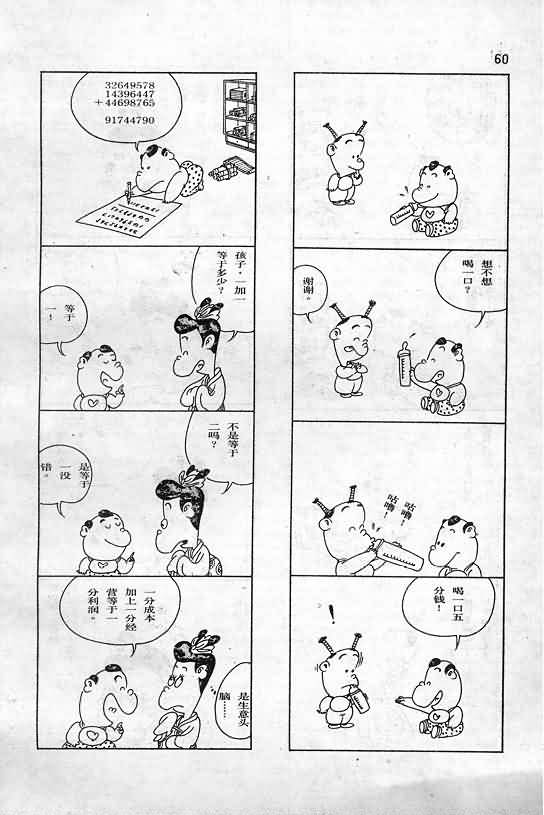 60
想不想
喝一口？
谢谢。
咕噜！
咕噜！
喝一口五
分钱！
！
32649578
14396447
+ 44698765
91744790
孩子，一加一
等于多少？
等于
一！
不是等于
二吗？
是等于
一没
错。
一分成本
加上一分经
营等于一
分利润。
是生意头
脑……